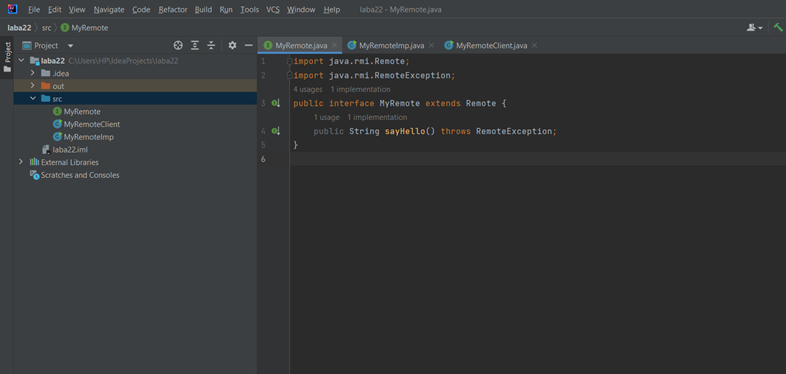 File Edit View Navigate Code Refactor Build Run Tools VCS Window Help laba22 - MyRemote.java
laba22 src MyRemote
Project
Project
MyRemote.java MyRemoteImp.java MyRemoteClient.java
laba22 C:\Users\HP\IdeaProjects\laba22
.idea
out
src
MyRemote
MyRemoteClient
MyRemoteImp
laba22.iml
External Libraries
Scratches and Consoles
1 import java.rmi.Remote;
2 import java.rmi.RemoteException;
4 usages 1 implementation
3 public interface MyRemote extends Remote {
1 usage 1 implementation
4 public String sayHello() throws RemoteException;
5 }
6